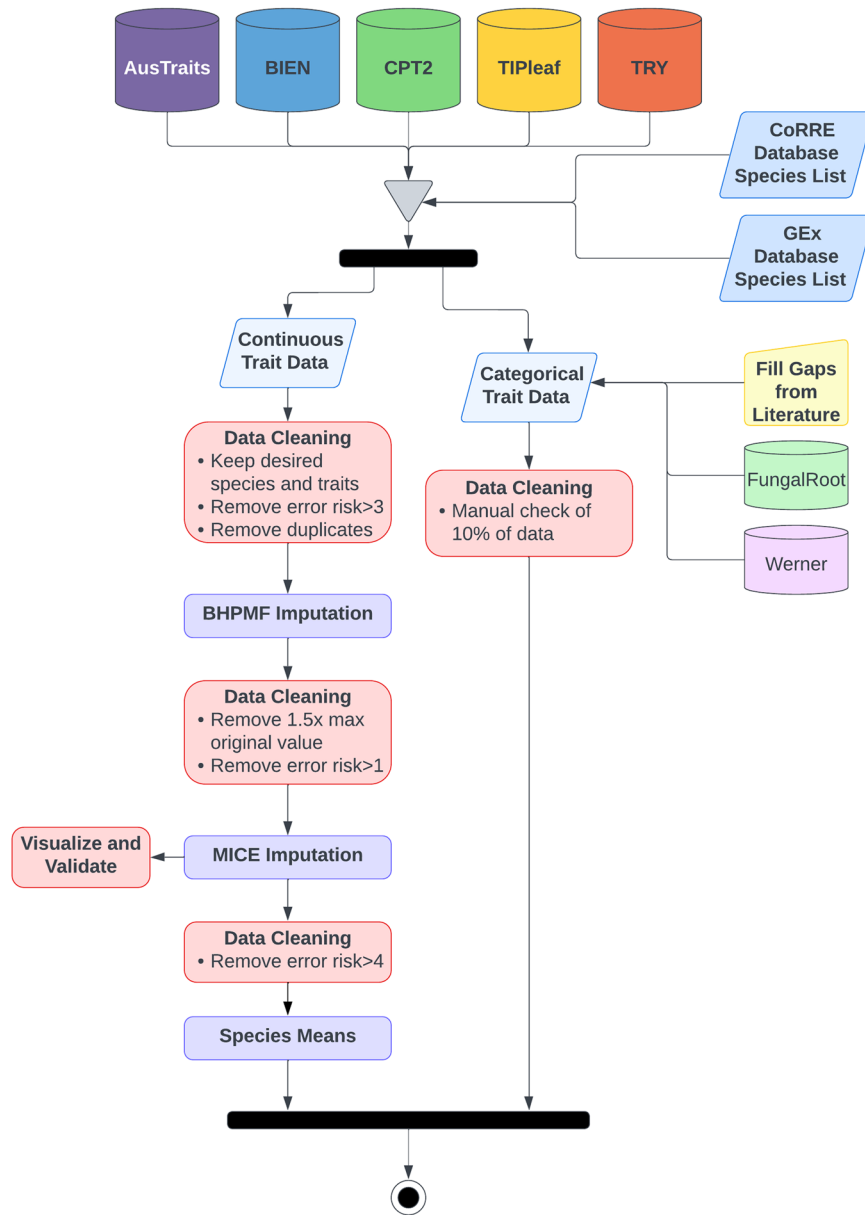 AusTraits
BIEN
CPT2
TIPleaf
TRY
CoRRE
Database
Species List
GEx
Database
Species List
Continuous
Trait Data
Categorical
Trait Data
Fill Gaps
from
Literature
FungalRoot
Werner
Data Cleaning
• Keep desired
species and traits
• Remove error risk>3
• Remove duplicates
Data Cleaning
• Manual check of
10% of data
BHPMF Imputation
Data Cleaning
• Remove 1.5x max
original value
• Remove error risk>1
Visualize and
Validate
MICE Imputation
Data Cleaning
• Remove error risk>4
Species Means